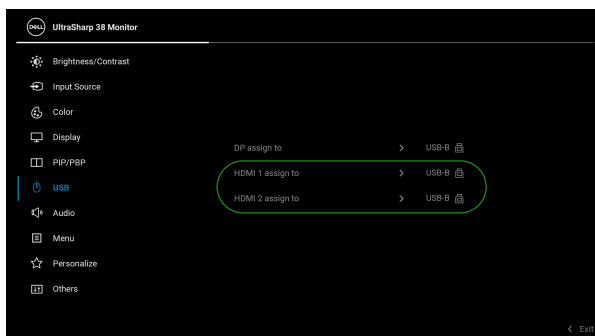 DELL UltraSharp 38 Monitor
Brightness/Contrast
Input Source
Color
Display
DP assign to > USB-B
PIP/PBP
HDMI 1 assign to > USB-B
USB
HDMI 2 assign to > USB-B
Audio
Menu
Personalize
Others
< Exit